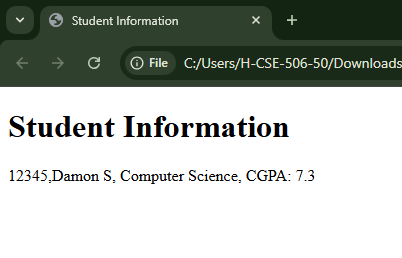 Student Information
File C:/Users/H-CSE-506-50/Downloads
Student Information
12345,Damon S, Computer Science, CGPA: 7.3